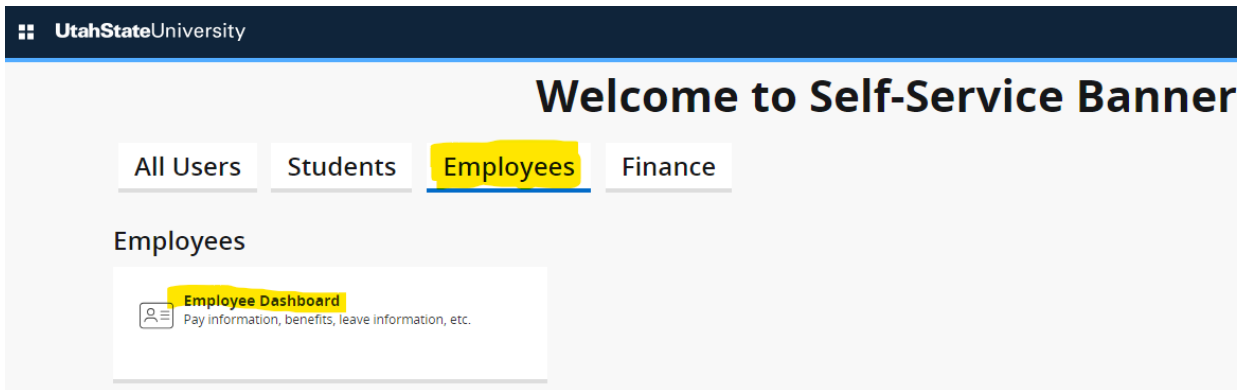 UtahStateUniversity
Welcome to Self-Service Banner
All Users Students Employees Finance
Employees
Employee Dashboard
Pay information, benefits, leave information, etc.